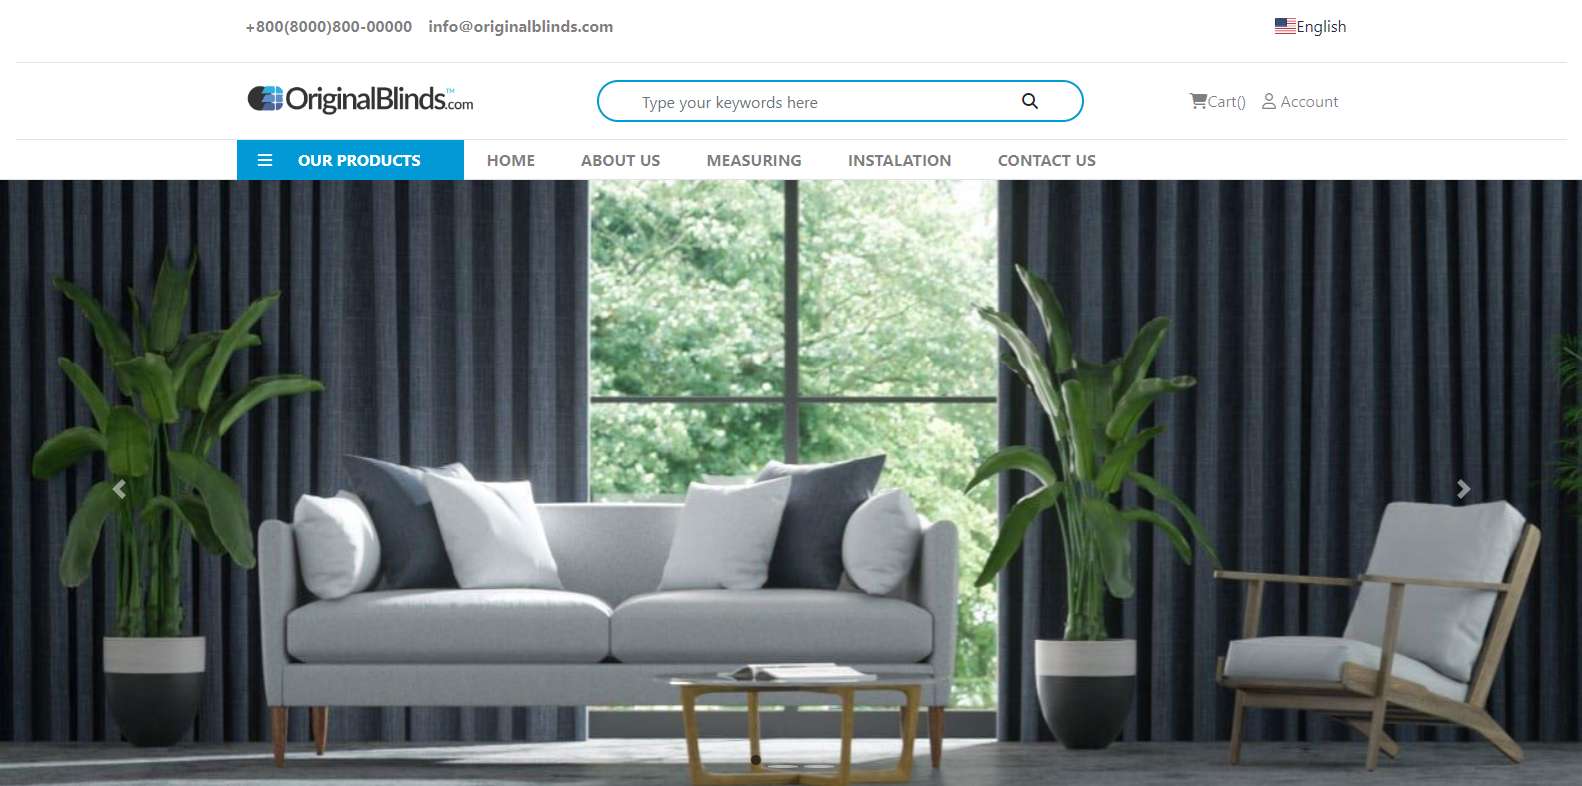 +800(8000)800-00000 info@originalblinds.com English
OriginalBlinds.com™ Type your keywords here Cart() Account
OUR PRODUCTS HOME ABOUT US MEASURING INSTALATION CONTACT US